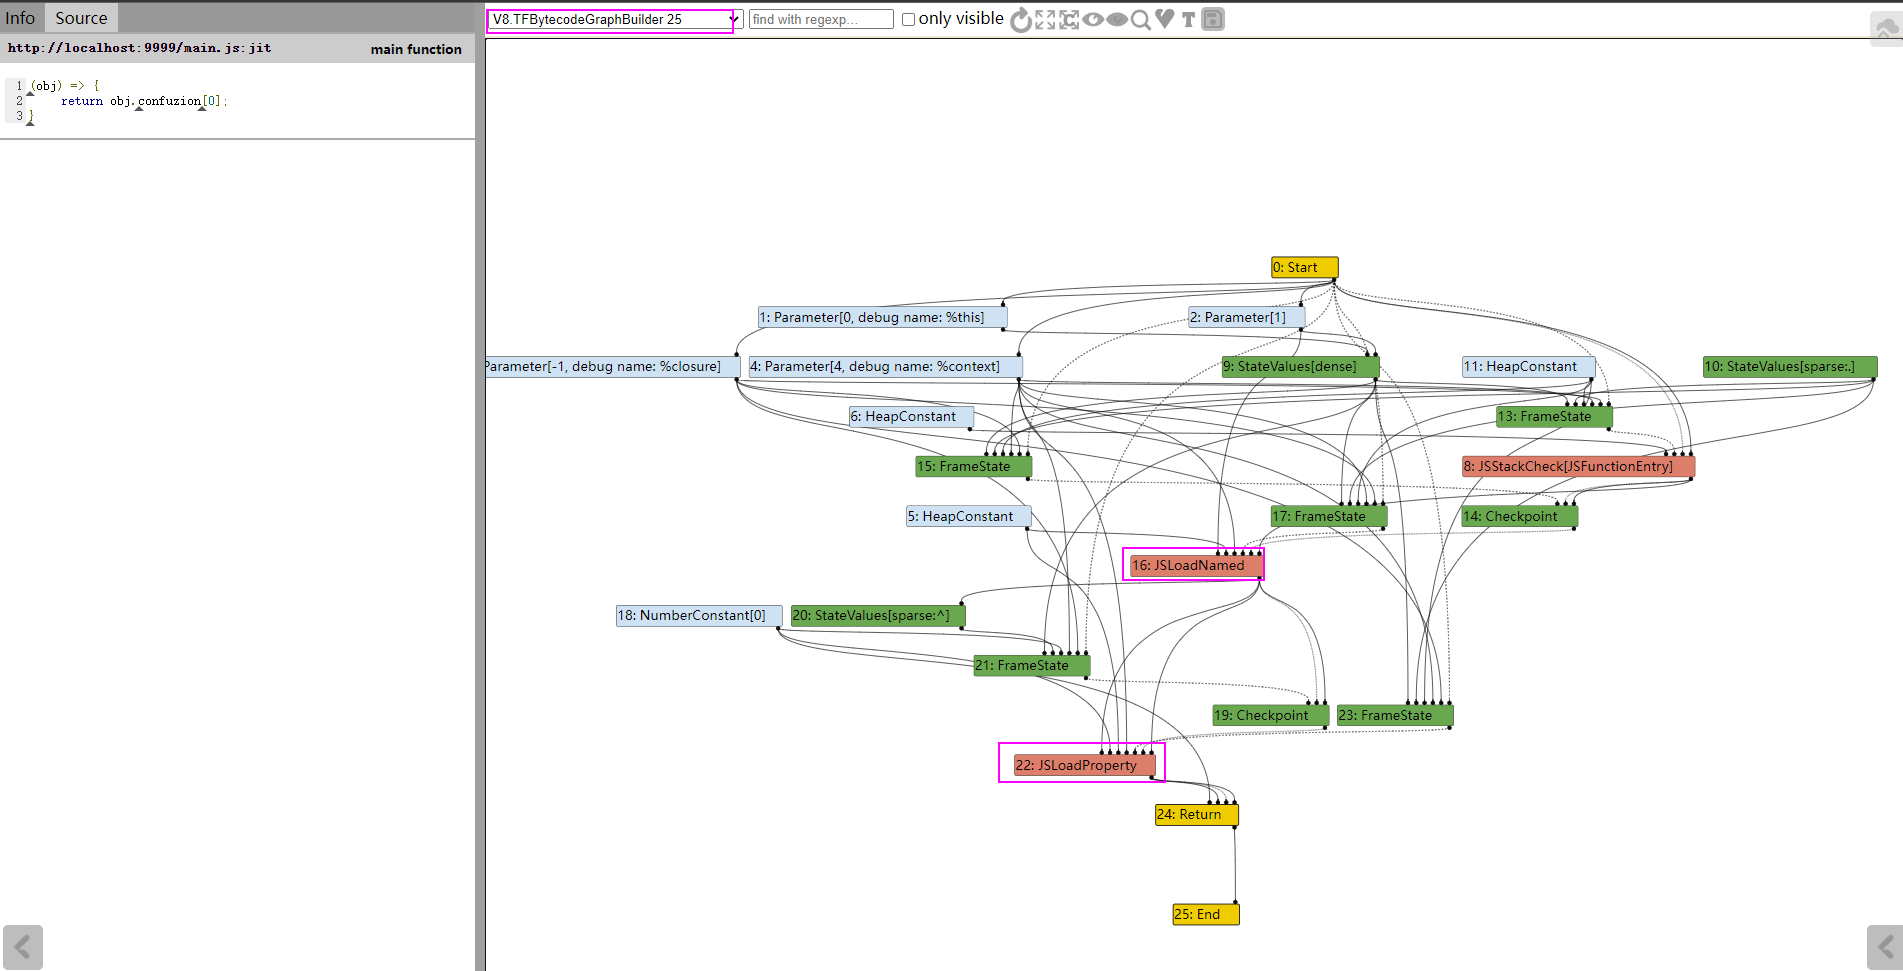 Info Source
V8.TFBytecodeGraphBuilder 25
find with regexp...
only visible
T
http://localhost:9999/main.js:jit
main function
1 (obj) => {
2 return obj.confuzion[0];
3 }
0: Start
1: Parameter[0, debug name: %this]
2: Parameter[1]
Parameter[-1, debug name: %closure]
4: Parameter[4, debug name: %context]
9: StateValues[dense]
11: HeapConstant
10: StateValues[sparse:.]
6: HeapConstant
13: FrameState
15: FrameState
8: JSStackCheck[JSFunctionEntry]
5: HeapConstant
17: FrameState
14: Checkpoint
16: JSLoadNamed
18: NumberConstant[0]
20: StateValues[sparse:^]
21: FrameState
19: Checkpoint
23: FrameState
22: JSLoadProperty
24: Return
25: End